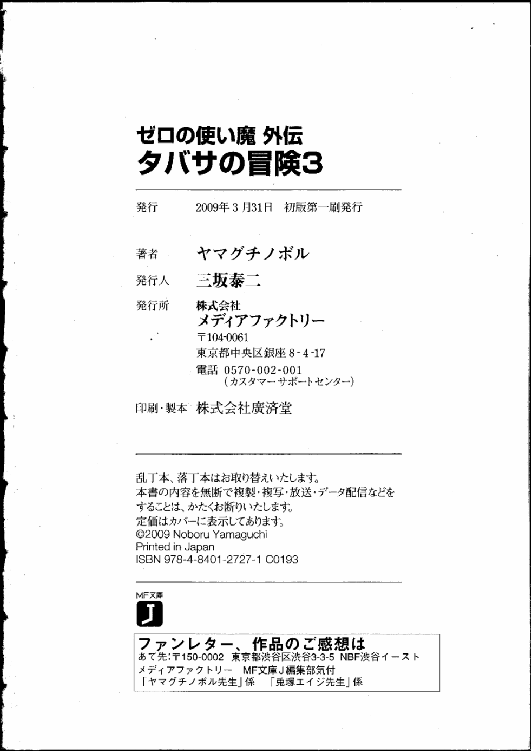 ゼロの使い魔 外伝
タバサの冒険3
発行 2009年3月31日 初版第一刷発行
著者 ヤマグチノボル
発行人 三坂泰二
発行所 株式会社
メディアファクトリー
〒104-0061
東京都中央区銀座8-4-17
電話 0570-002-001
(カスタマーサポートセンター)
印刷・製本 株式会社廣済堂
乱丁本、落丁本はお取り替えいたします。
本書の内容を無断で複製・複写・放送・データ配信などを
することは、かたくお断りいたします。
定価はカバーに表示してあります。
©2009 Noboru Yamaguchi
Printed in Japan
ISBN 978-4-8401-2727-1 C0193
MF文庫
J
ファンレター、作品のご感想は
あて先:〒150-0002 東京都渋谷区渋谷3-3-5 NBF渋谷イースト
メディアファクトリー MF文庫J編集部気付
「ヤマグチノボル先生」係 「兎塚エイジ先生」係